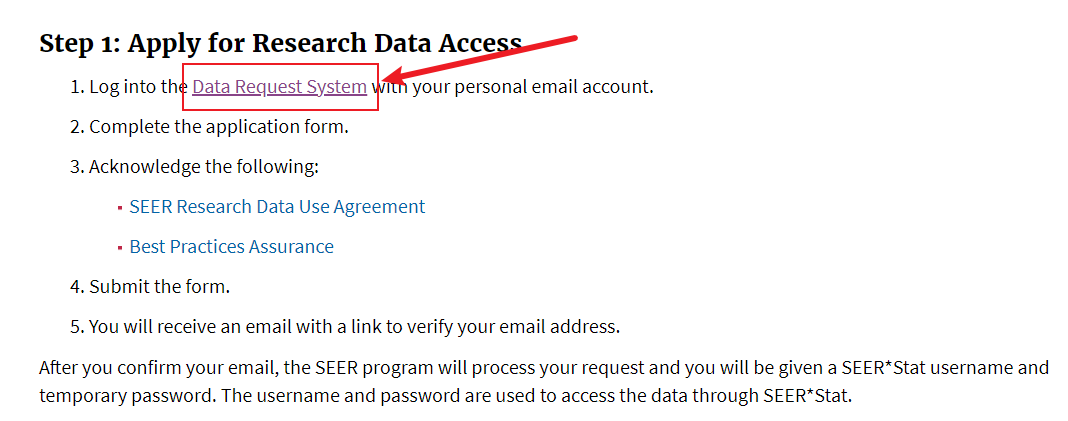 Step 1: Apply for Research Data Access
1. Log into the Data Request System with your personal email account.
2. Complete the application form.
3. Acknowledge the following:
▪ SEER Research Data Use Agreement
▪ Best Practices Assurance
4. Submit the form.
5. You will receive an email with a link to verify your email address.
After you confirm your email, the SEER program will process your request and you will be given a SEER*Stat username and
temporary password. The username and password are used to access the data through SEER*Stat.